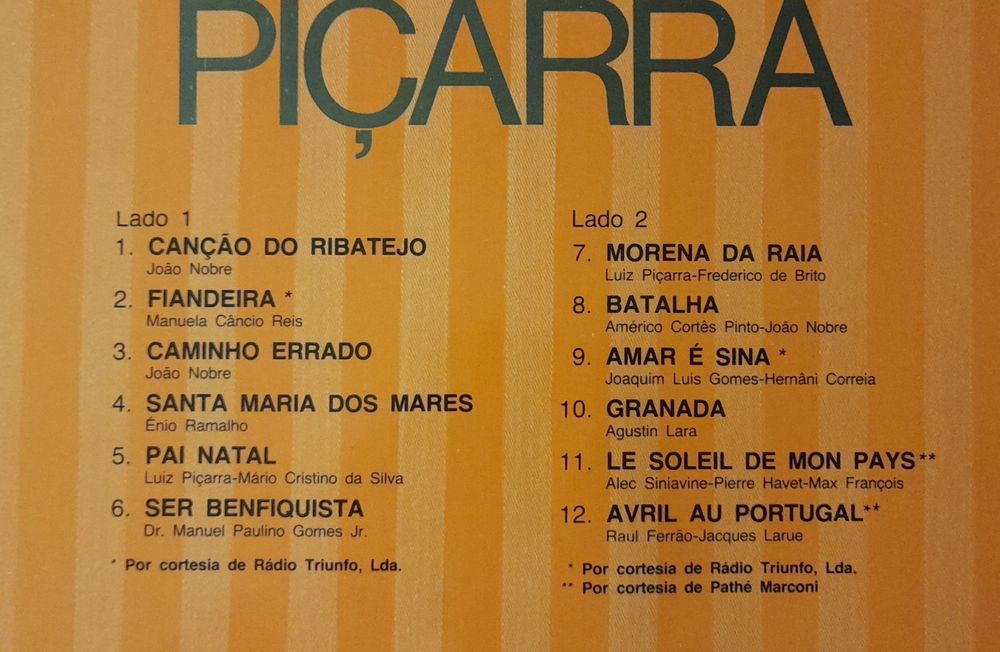 PIÇARRA
Lado 1
1. CANÇÃO DO RIBATEJO
João Nobre
2. FIANDEIRA *
Manuela Câncio Reis
3. CAMINHO ERRADO
João Nobre
4. SANTA MARIA DOS MARES
Énio Ramalho
5. PAI NATAL
Luiz Piçarra-Mário Cristino da Silva
6. SER BENFIQUISTA
Dr. Manuel Paulino Gomes Jr.
* Por cortesia de Rádio Triunfo, Lda.
Lado 2
7. MORENA DA RAIA
Luiz Piçarra-Frederico de Brito
8. BATALHA
Américo Cortês Pinto-João Nobre
9. AMAR É SINA *
Joaquim Luis Gomes-Hernâni Correia
10. GRANADA
Agustin Lara
11. LE SOLEIL DE MON PAYS**
Alec Siniavine-Pierre Havet-Max François
12. AVRIL AU PORTUGAL**
Raul Ferrão-Jacques Larue
* Por cortesia de Rádio Triunfo, Lda.
** Por cortesia de Pathé Marconi